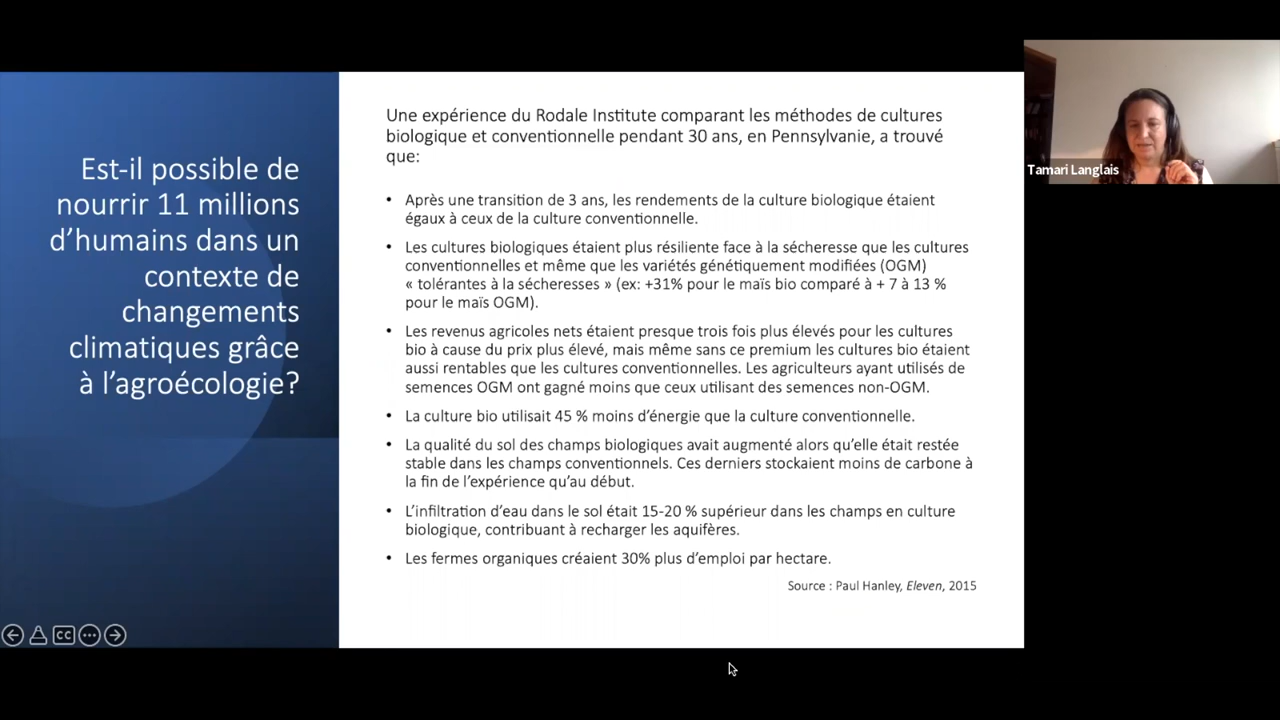 Est-il possible de
nourrir 11 millions
d’humains dans un
contexte de
changements
climatiques grâce
à l’agroécologie?
Une expérience du Rodale Institute comparant les méthodes de cultures
biologique et conventionnelle pendant 30 ans, en Pennsylvanie, a trouvé
que:
• Après une transition de 3 ans, les rendements de la culture biologique étaient
égaux à ceux de la culture conventionnelle.
• Les cultures biologiques étaient plus résiliente face à la sécheresse que les cultures
conventionnelles et même que les variétés génétiquement modifiées (OGM)
« tolérantes à la sécheresses » (ex: +31% pour le maïs bio comparé à + 7 à 13 %
pour le maïs OGM).
• Les revenus agricoles nets étaient presque trois fois plus élevés pour les cultures
bio à cause du prix plus élevé, mais même sans ce premium les cultures bio étaient
aussi rentables que les cultures conventionnelles. Les agriculteurs ayant utilisés de
semences OGM ont gagné moins que ceux utilisant des semences non-OGM.
• La culture bio utilisait 45 % moins d’énergie que la culture conventionnelle.
• La qualité du sol des champs biologiques avait augmenté alors qu’elle était restée
stable dans les champs conventionnels. Ces derniers stockaient moins de carbone à
la fin de l’expérience qu’au début.
• L’infiltration d’eau dans le sol était 15-20 % supérieur dans les champs en culture
biologique, contribuant à recharger les aquifères.
• Les fermes organiques créaient 30% plus d’emploi par hectare.
Source : Paul Hanley, Eleven, 2015
Tamari Langlais
CC